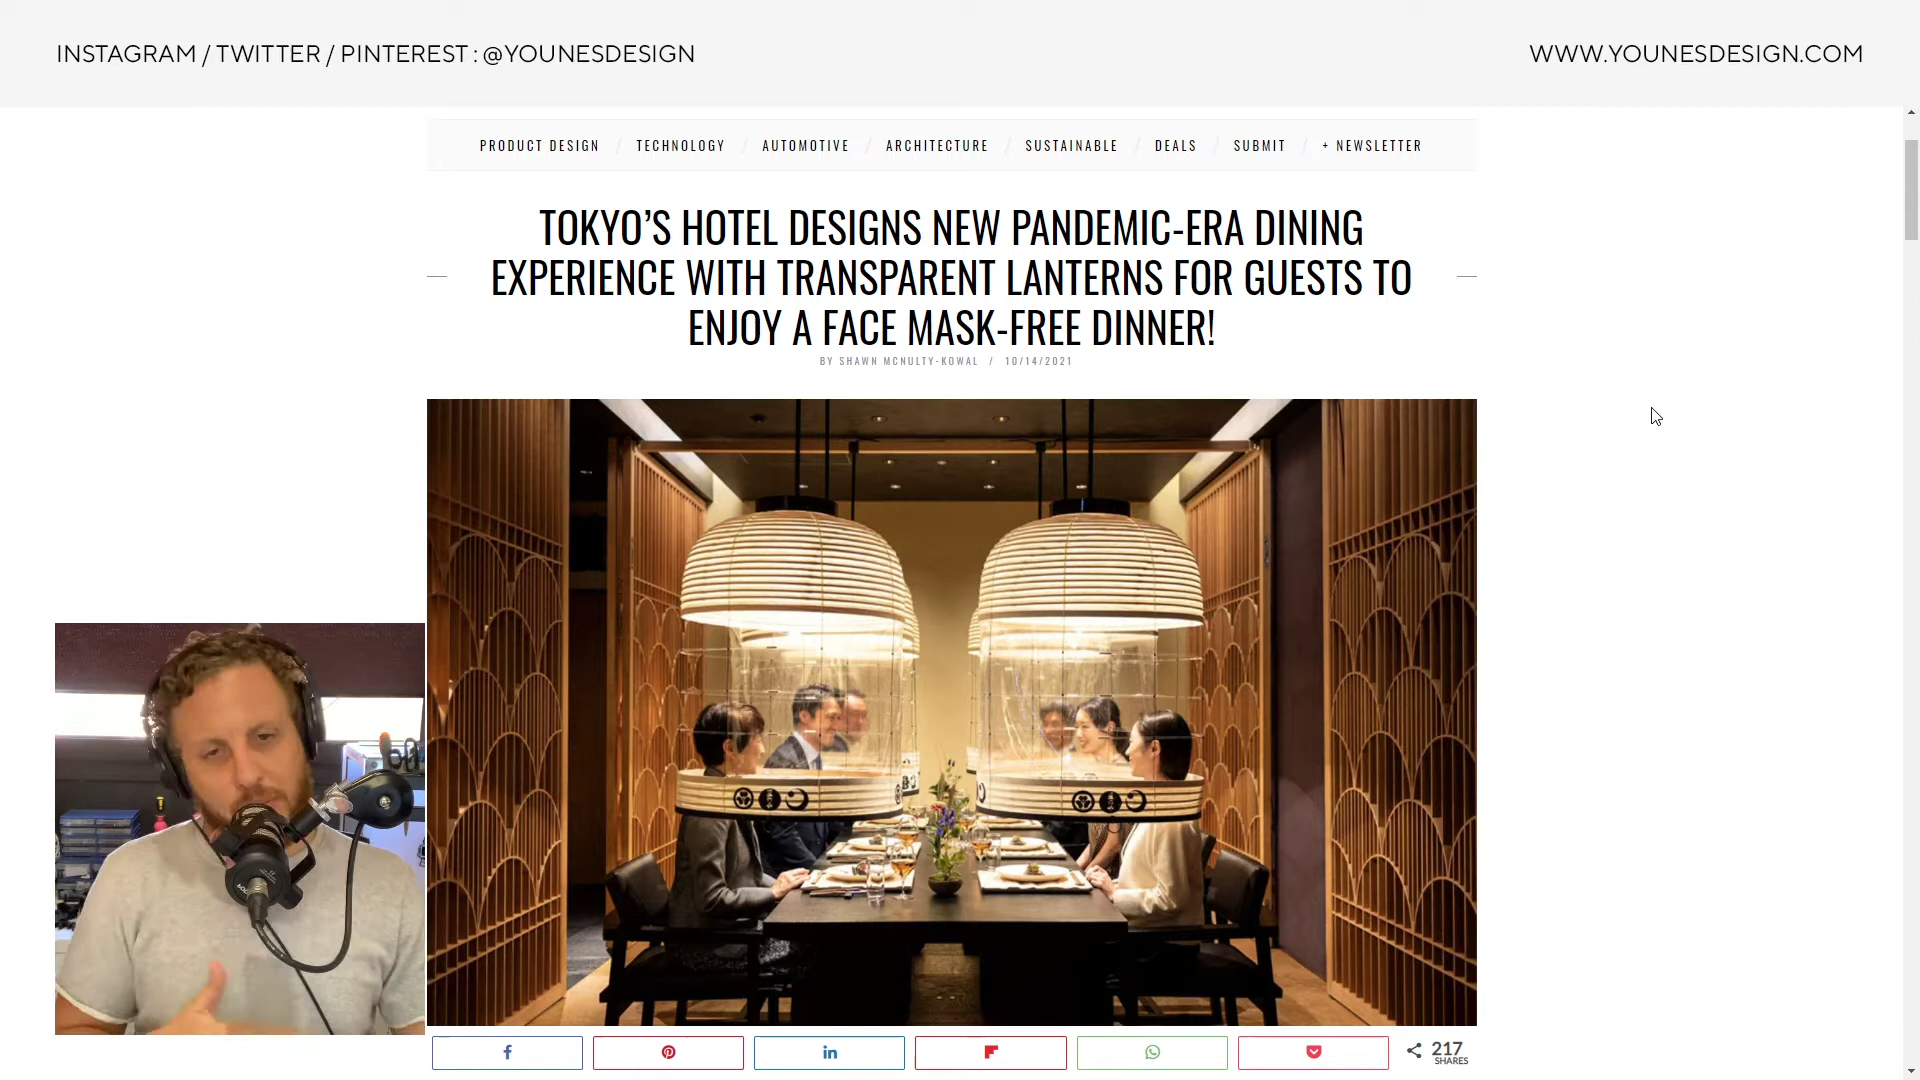 INSTAGRAM / TWITTER / PINTEREST : @YOUNESDESIGN
WWW.YOUNESDESIGN.COM
PRODUCT DESIGN / TECHNOLOGY / AUTOMOTIVE / ARCHITECTURE / SUSTAINABLE / DEALS / SUBMIT / + NEWSLETTER
TOKYO’S HOTEL DESIGNS NEW PANDEMIC-ERA DINING
EXPERIENCE WITH TRANSPARENT LANTERNS FOR GUESTS TO
ENJOY A FACE MASK-FREE DINNER!
BY SHAWN MCNULTY-KOWAL / 10/14/2021
217
SHARES